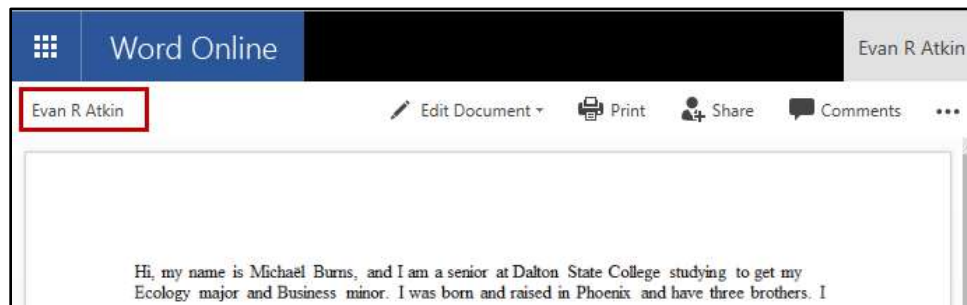 Word Online
Evan R Atkin
Evan R Atkin
Edit Document
Print
Share
Comments
Hi, my name is Michaël Burns, and I am a senior at Dalton State College studying to get my
Ecology major and Business minor. I was born and raised in Phoenix and have three brothers. I